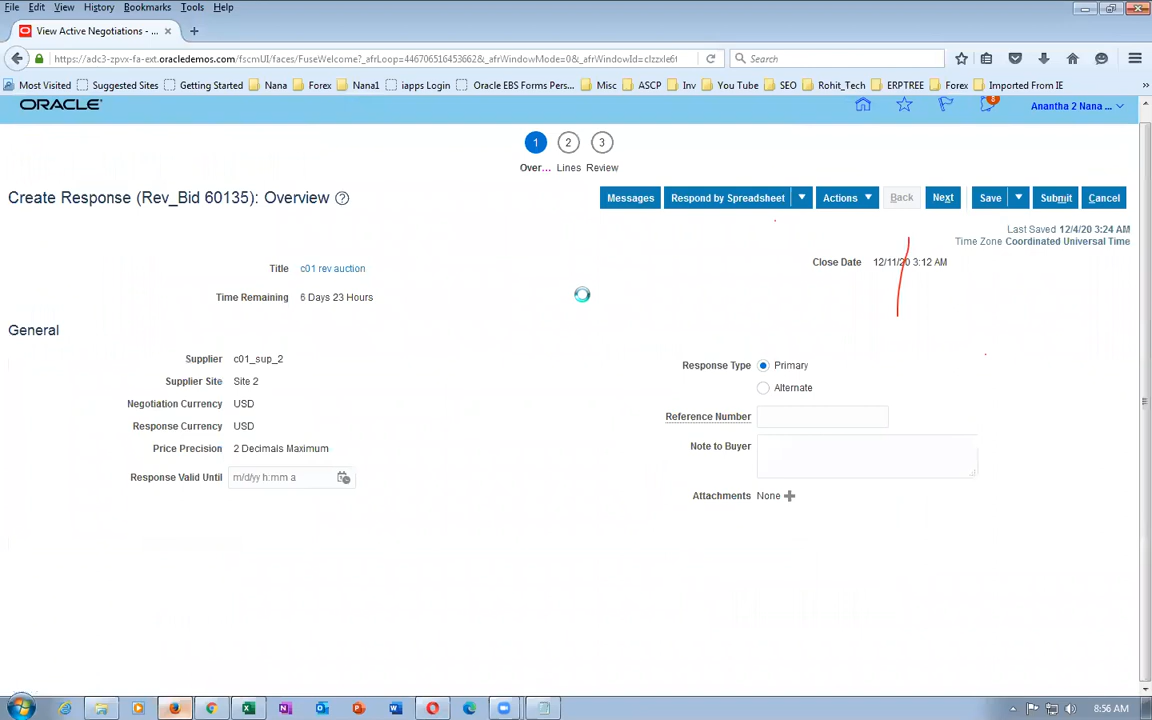 File Edit View History Bookmarks Tools Help
View Active Negotiations - ... × +
https://adc3-zpvx-fa-ext.oracledemos.com/fscmUI/faces/FuseWelcome?_afrLoop=4467065164536628&_afrWindowMode=0&_afrWindowId=clzzxle6t Search
Most Visited Suggested Sites Getting Started Nana Forex Nana1 iapps Login Oracle EBS Forms Pers... Misc ASCP Inv You Tube SEO Rohit_Tech ERPTREE Forex Imported From IE »
ORACLE Anantha 2 Nana ...
1 2 3
Over... Lines Review
Create Response (Rev_Bid 60135): Overview ? Messages Respond by Spreadsheet Actions Back Next Save Submit Cancel
Last Saved 12/4/20 3:24 AM
Time Zone Coordinated Universal Time
Title c01 rev auction Close Date 12/11/20 3:12 AM
Time Remaining 6 Days 23 Hours
General
Supplier c01_sup_2
Supplier Site Site 2
Negotiation Currency USD
Response Currency USD
Price Precision 2 Decimals Maximum
Response Valid Until m/d/yy h:mm a
Response Type Primary
Alternate
Reference Number
Note to Buyer
Attachments None
8:56 AM